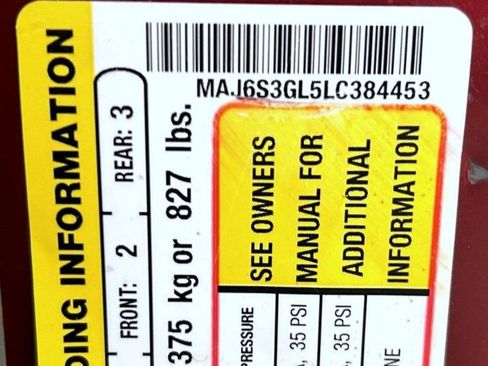 MAJ6S3GL5LC384453
DING INFORMATION
FRONT: 2 REAR: 3
375 kg or 827 lbs.
SEE OWNERS
MANUAL FOR
ADDITIONAL
INFORMATION
PRESSURE
, 35 PSI
, 35 PSI
NE